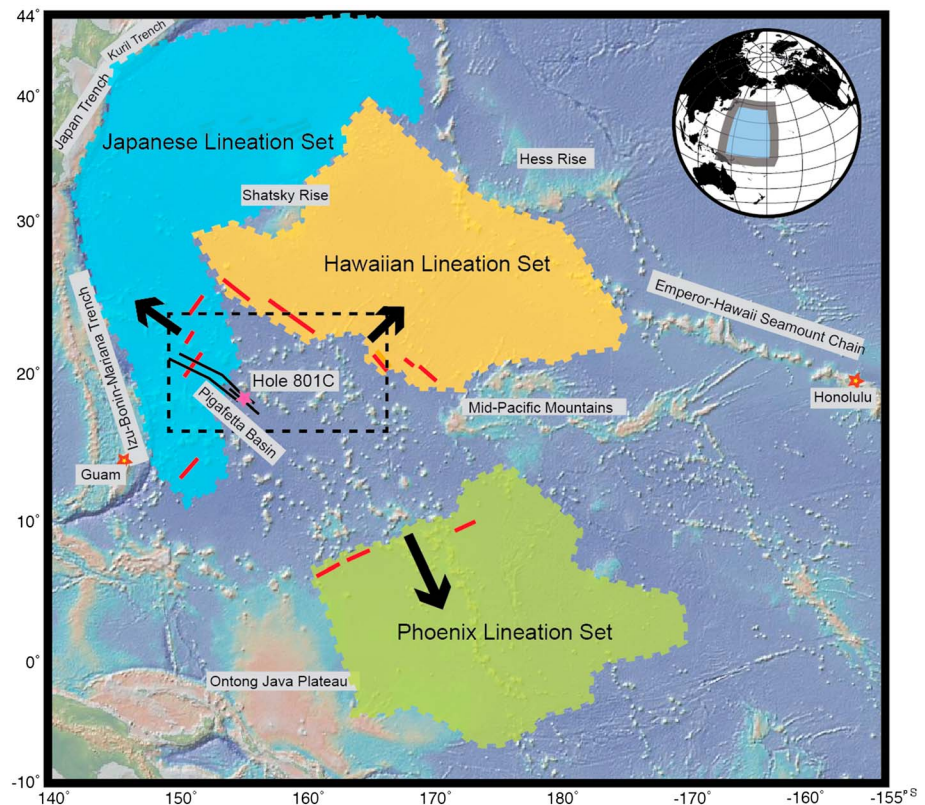 44°
Kuril Trench
Japan Trench
40°
Japanese Lineation Set
Hess Rise
Shatsky Rise
30°
Hawaiian Lineation Set
Emperor-Hawaii Seamount Chain
Izu-Bonin-Mariana Trench
20°
Hole 801C
Honolulu
Pigafetta Basin
Mid-Pacific Mountains
Guam
10°
Phoenix Lineation Set
0°
Ontong Java Plateau
-10°
140°
150°
160°
170°
-170°
-160°
-155° S